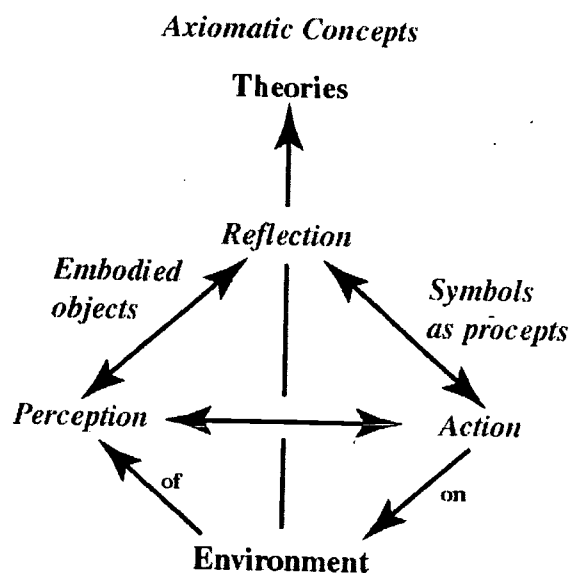 Axiomatic Concepts
Theories
Reflection
Embodied
objects
Symbols
as procepts
Perception
Action
of
on
Environment